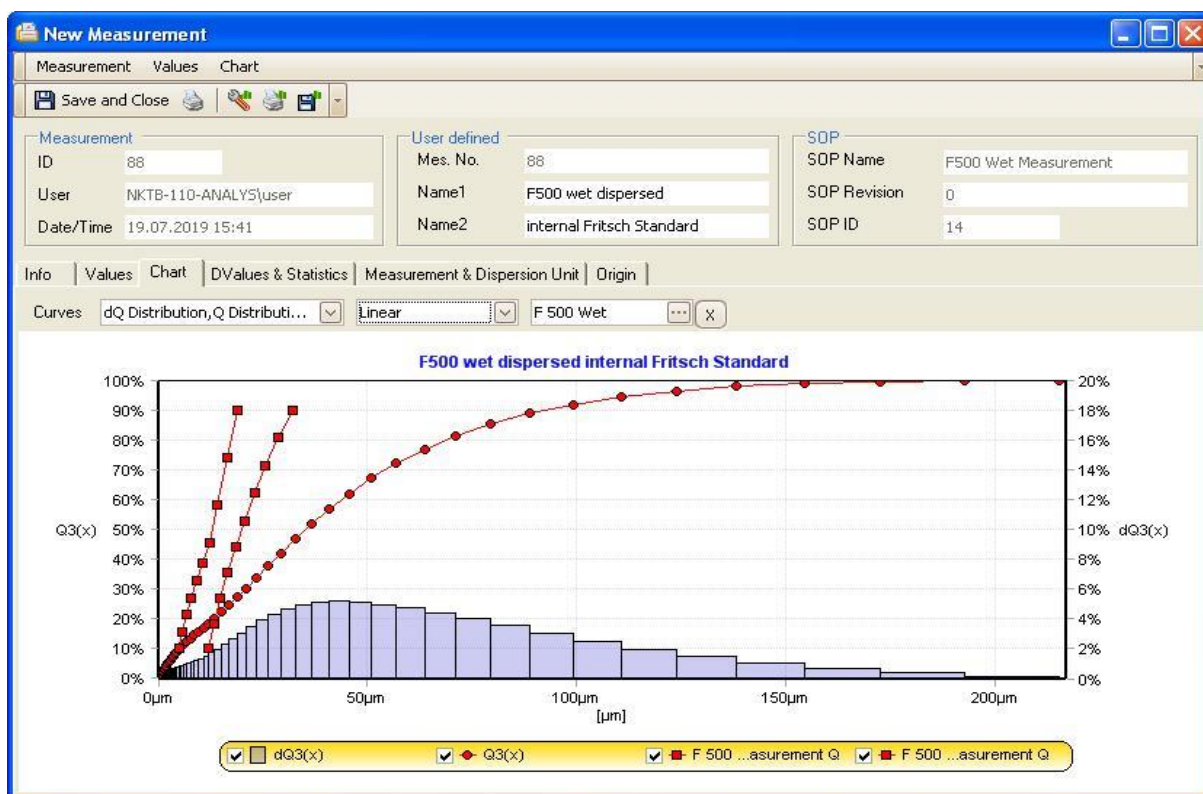 New Measurement
Measurement Values Chart
Save and Close
Measurement
ID 88
User NKTB-110-ANALYS\user
Date/Time 19.07.2019 15:41
User defined
Mes. No. 88
Name1 F500 wet dispersed
Name2 internal Fritsch Standard
SOP
SOP Name F500 Wet Measurement
SOP Revision 0
SOP ID 14
Info Values Chart DValues & Statistics Measurement & Dispersion Unit Origin
Curves dQ Distribution,Q Distributi... Linear F 500 Wet ... X
F500 wet dispersed internal Fritsch Standard
100% 20%
90% 18%
80% 16%
70% 14%
60% 12%
Q3(x) 50% 10% dQ3(x)
40% 8%
30% 6%
20% 4%
10% 2%
0% 0%
0µm 50µm 100µm 150µm 200µm
[µm]
dQ3(x) Q3(x) F 500 ...asurement Q F 500 ...asurement Q